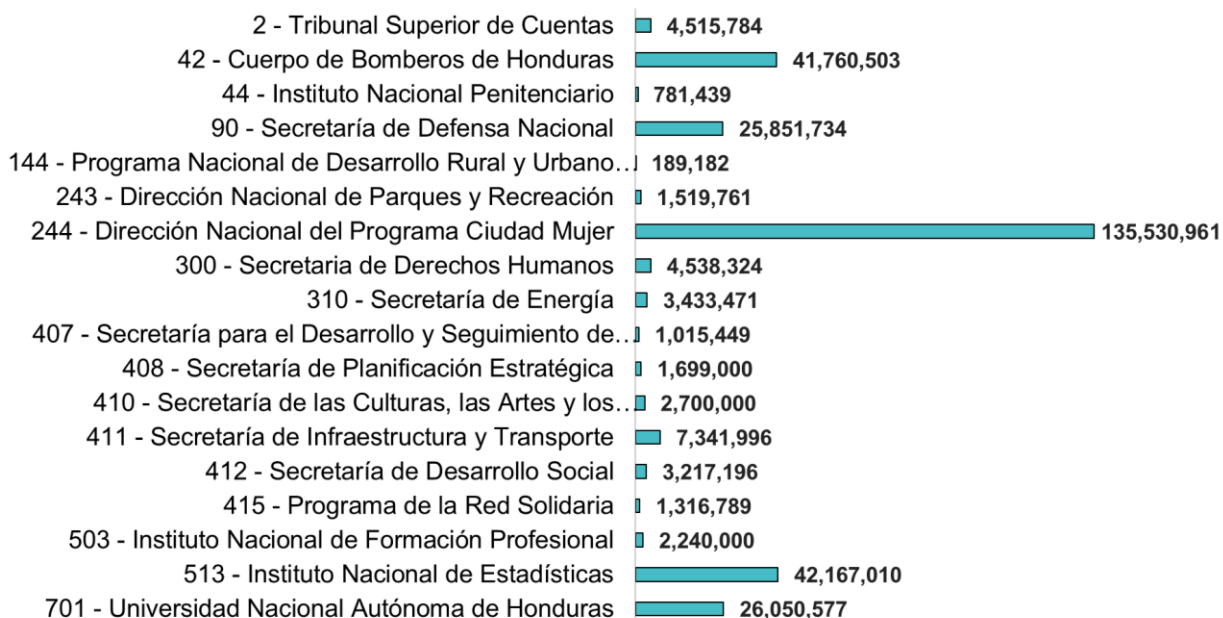 2 - Tribunal Superior de Cuentas 4,515,784
42 - Cuerpo de Bomberos de Honduras 41,760,503
44 - Instituto Nacional Penitenciario 781,439
90 - Secretaría de Defensa Nacional 25,851,734
144 - Programa Nacional de Desarrollo Rural y Urbano… 189,182
243 - Dirección Nacional de Parques y Recreación 1,519,761
244 - Dirección Nacional del Programa Ciudad Mujer 135,530,961
300 - Secretaria de Derechos Humanos 4,538,324
310 - Secretaría de Energía 3,433,471
407 - Secretaría para el Desarrollo y Seguimiento de… 1,015,449
408 - Secretaría de Planificación Estratégica 1,699,000
410 - Secretaría de las Culturas, las Artes y los… 2,700,000
411 - Secretaría de Infraestructura y Transporte 7,341,996
412 - Secretaría de Desarrollo Social 3,217,196
415 - Programa de la Red Solidaria 1,316,789
503 - Instituto Nacional de Formación Profesional 2,240,000
513 - Instituto Nacional de Estadísticas 42,167,010
701 - Universidad Nacional Autónoma de Honduras 26,050,577